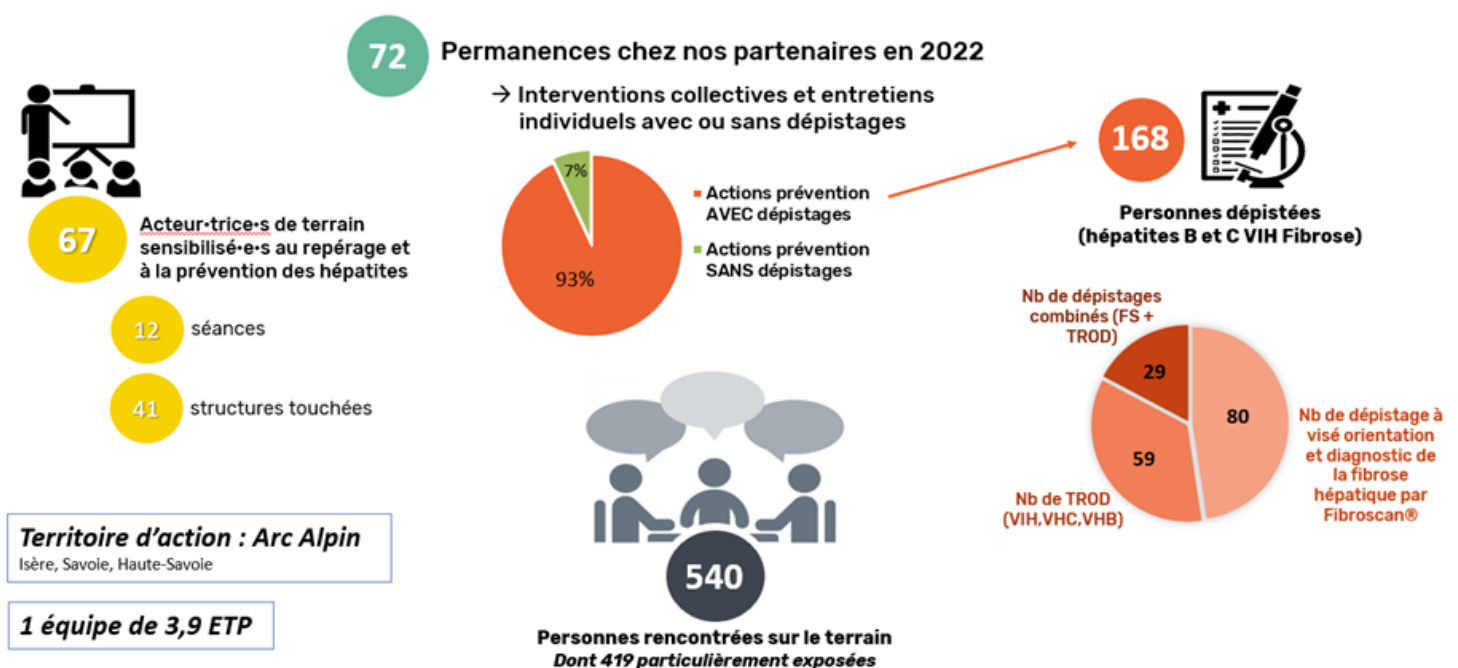 72
Permanences chez nos partenaires en 2022
→ Interventions collectives et entretiens
individuels avec ou sans dépistages
7%
93%
Actions prévention
AVEC dépistages
Actions prévention
SANS dépistages
168
Personnes dépistées
(hépatites B et C VIH Fibrose)
67
Acteur•trice•s de terrain
sensibilisé•e•s au repérage et
à la prévention des hépatites
12
séances
41
structures touchées
Nb de dépistages
combinés (FS +
TROD)
29
80
59
Nb de dépistage à
visé orientation
et diagnostic de
la fibrose
hépatique par
Fibroscan®
Nb de TROD
(VIH,VHC,VHB)
Territoire d'action : Arc Alpin
Isère, Savoie, Haute-Savoie
1 équipe de 3,9 ETP
540
Personnes rencontrées sur le terrain
Dont 419 particulièrement exposées